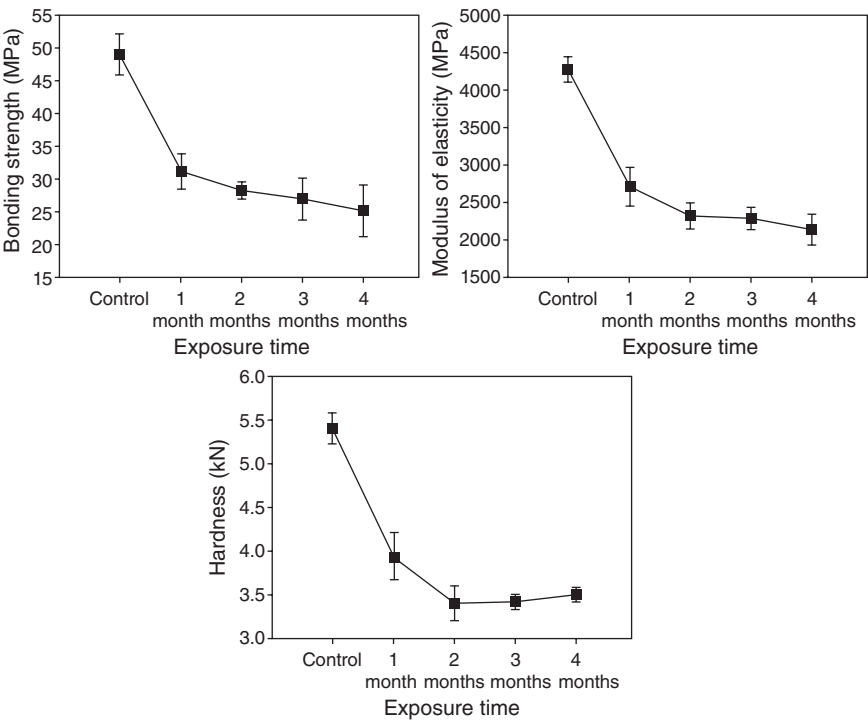 Bonding strength (MPa)
55
50
45
40
35
30
25
20
15
Control 1 2 3 4
month months months months
Exposure time
Modulus of elasticity (MPa)
5000
4500
4000
3500
3000
2500
2000
1500
Control 1 2 3 4
month months months months
Exposure time
Hardness (kN)
6.0
5.5
5.0
4.5
4.0
3.5
3.0
Control 1 2 3 4
month months months months
Exposure time